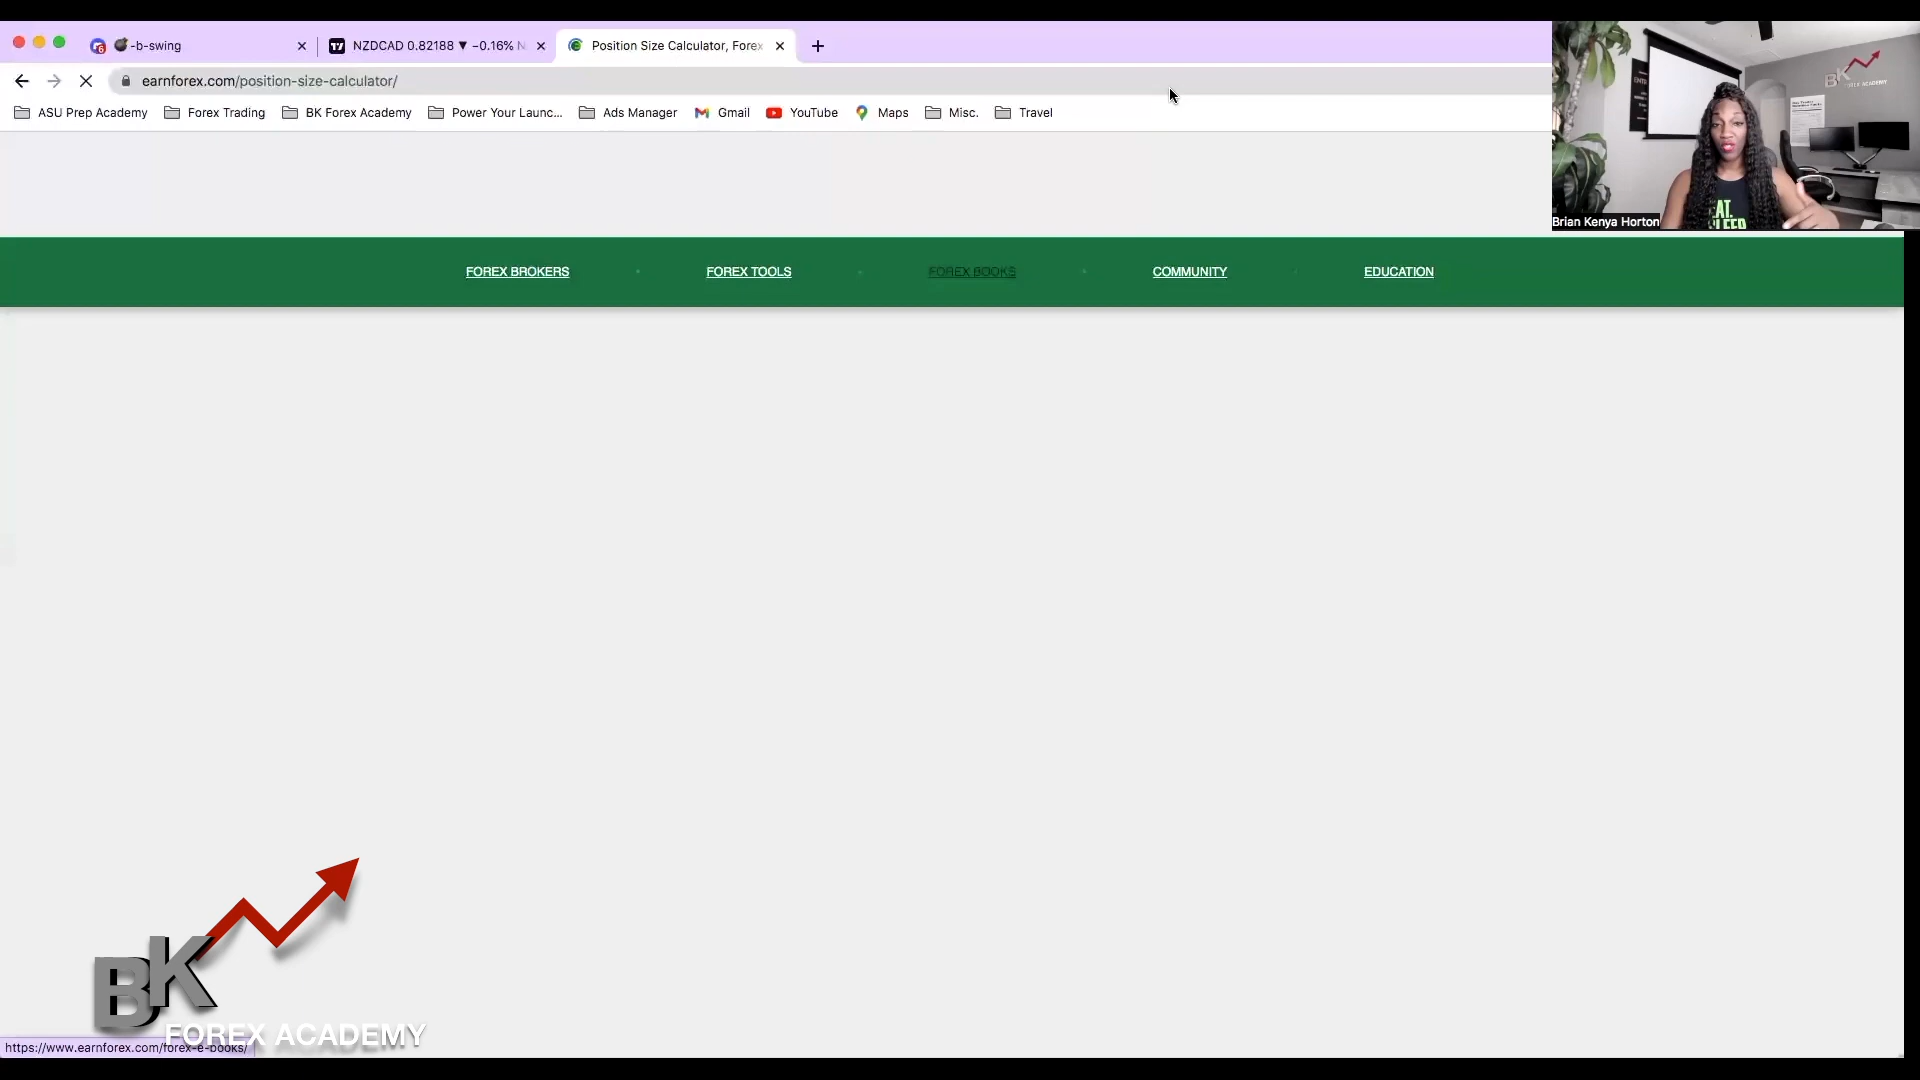 -b-swing
NZDCAD 0.82188 ▼ −0.16% N
Position Size Calculator, Forex
earnforex.com/position-size-calculator/
ASU Prep Academy
Forex Trading
BK Forex Academy
Power Your Launc...
Ads Manager
Gmail
YouTube
Maps
Misc.
Travel
BK
Brian Kenya Horton
FOREX BROKERS
FOREX TOOLS
FOREX BOOKS
COMMUNITY
EDUCATION
BK
FOREX ACADEMY
https://www.earnforex.com/forex-e-books/